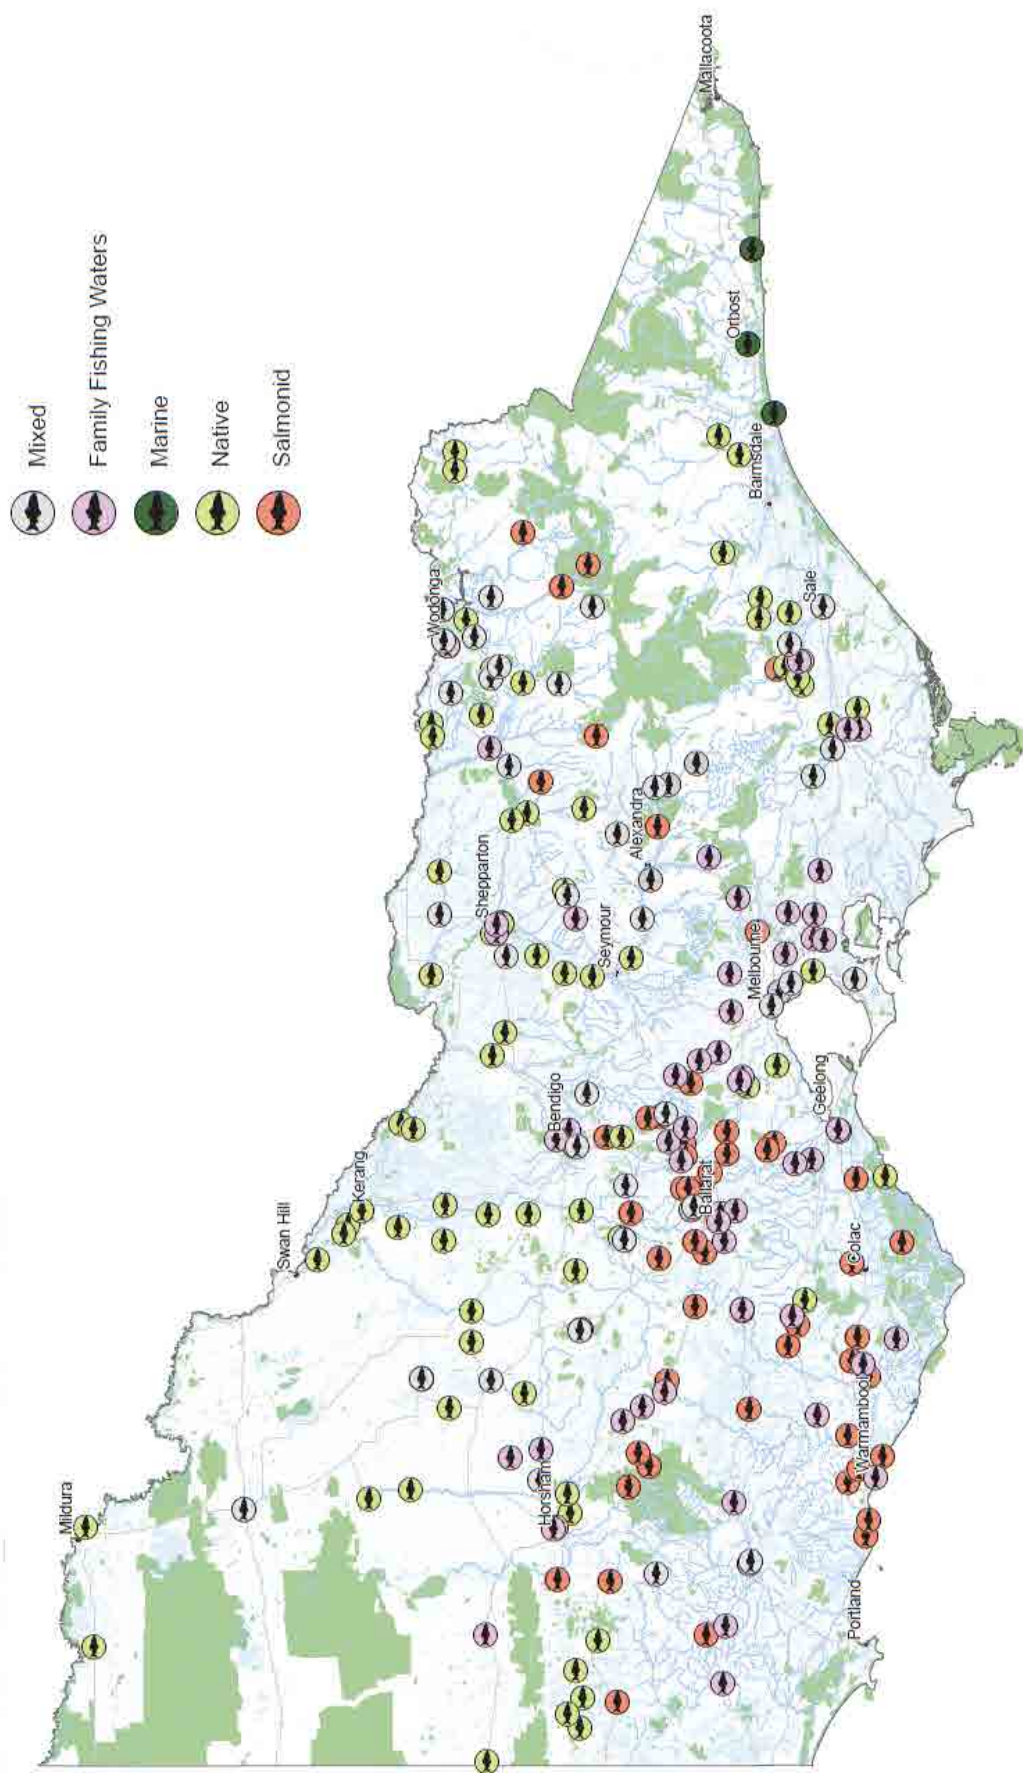 Mixed
Family Fishing Waters
Marine
Native
Salmonid
Mildura
Swan Hill
Kerang
Wodonga
Shepparton
Horsham
Bendigo
Seymour
Alexandra
Mallacoota
Orbost
Bairnsdale
Sale
Melbourne
Ballarat
Geelong
Colac
Warrnambool
Portland